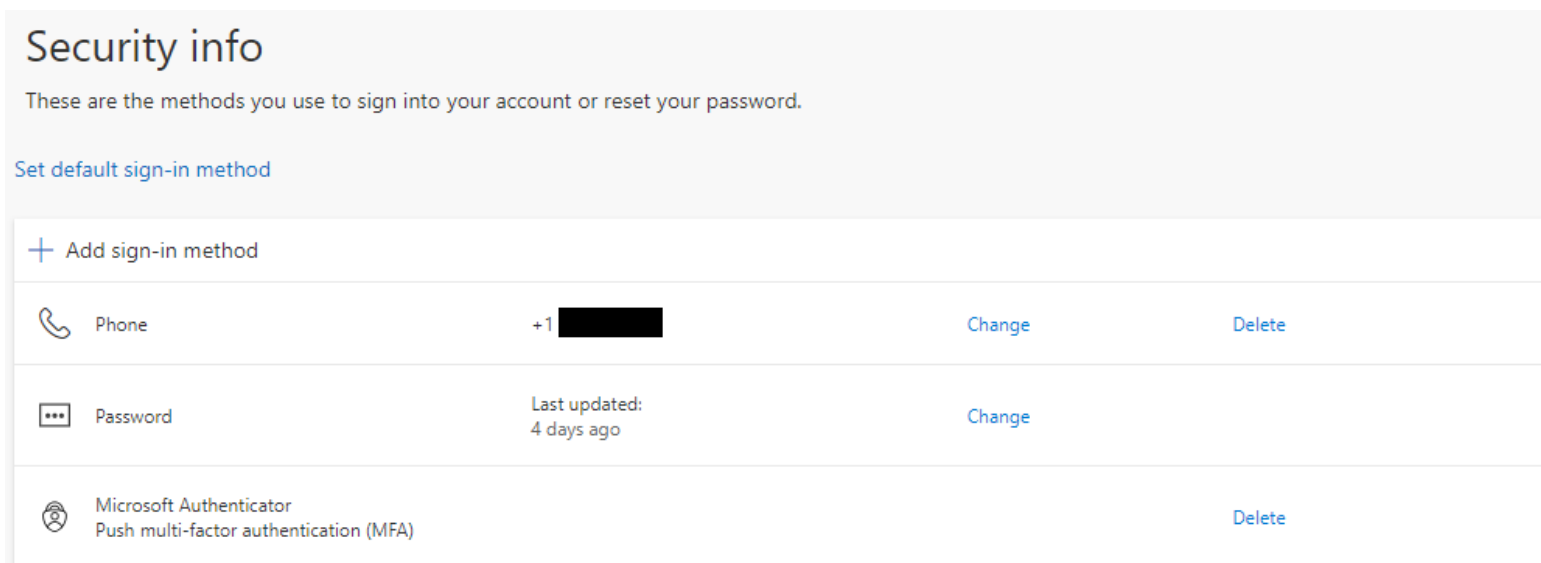 Security info
These are the methods you use to sign into your account or reset your password.
Set default sign-in method
Add sign-in method
Phone +1 Change Delete
Password Last updated: Change
4 days ago
Microsoft Authenticator
Push multi-factor authentication (MFA) Delete